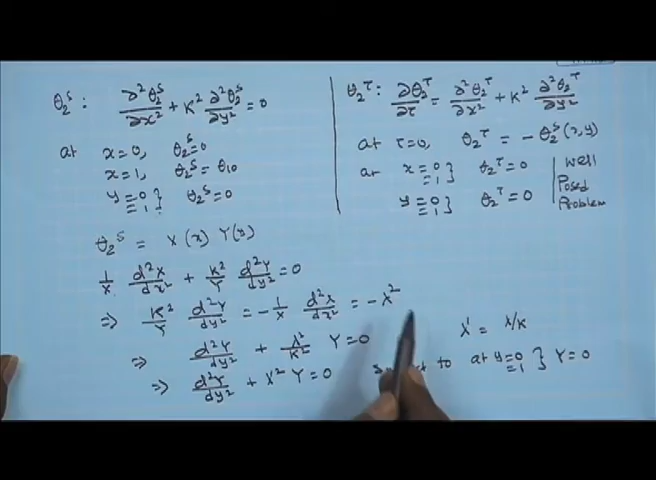 θ₂ˢ : ∂²θ₂ˢ/∂x² + K² ∂²θ₂ˢ/∂y² = 0
at x=0, θ₂ˢ=0
x=1, θ₂ˢ = θ₁₀
y=0 =1 } θ₂ˢ=0
θ₂ᵗ : ∂θ₂ᵗ/∂τ = ∂²θ₂ᵗ/∂x² + K² ∂²θ₂ᵗ/∂y²
at τ=0, θ₂ᵗ = -θ₂ˢ(x,y)
at x=0 =1 } θ₂ᵗ=0
y=0 =1 } θ₂ᵗ=0
Well
Posed
Problem
θ₂ˢ = X(x) Y(y)
1/X d²X/dx² + K²/Y d²Y/dy² = 0
⇒ K²/Y d²Y/dy² = -1/X d²X/dx² = -λ²
⇒ d²Y/dy² + λ²/K² Y=0
λ' = λ/K
⇒ d²Y/dy² + λ'² Y=0
to at y=0 =1 } Y=0